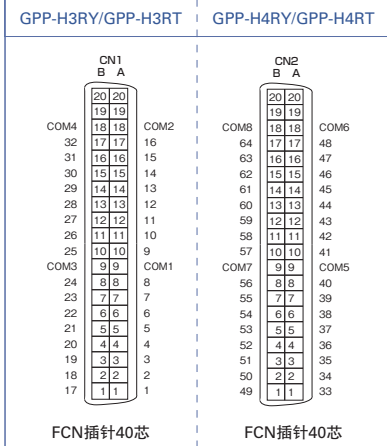 GPP-H3RY/GPP-H3RT GPP-H4RY/GPP-H4RT
CN1 CN2
B A B A
20 20 20 20
19 19 19 19
COM4 18 18 COM2 COM8 18 18 COM6
32 17 17 16 64 17 17 48
31 16 16 15 63 16 16 47
30 15 15 14 62 15 15 46
29 14 14 13 61 14 14 45
28 13 13 12 60 13 13 44
27 12 12 11 59 12 12 43
26 11 11 10 58 11 11 42
25 10 10 9 57 10 10 41
COM3 9 9 COM1 COM7 9 9 COM5
24 8 8 8 56 8 8 40
23 7 7 7 55 7 7 39
22 6 6 6 54 6 6 38
21 5 5 5 53 5 5 37
20 4 4 4 52 4 4 36
19 3 3 3 51 3 3 35
18 2 2 2 50 2 2 34
17 1 1 1 49 1 1 33
FCN插针40芯 FCN插针40芯